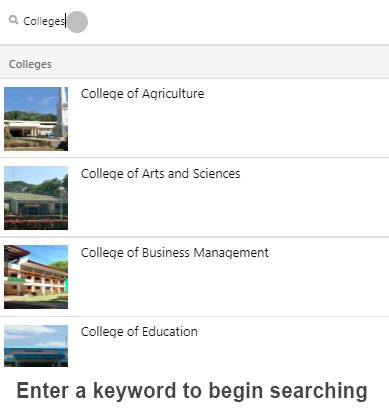 Colleges
Colleges
College of Agriculture
College of Arts and Sciences
College of Business Management
College of Education
Enter a keyword to begin searching